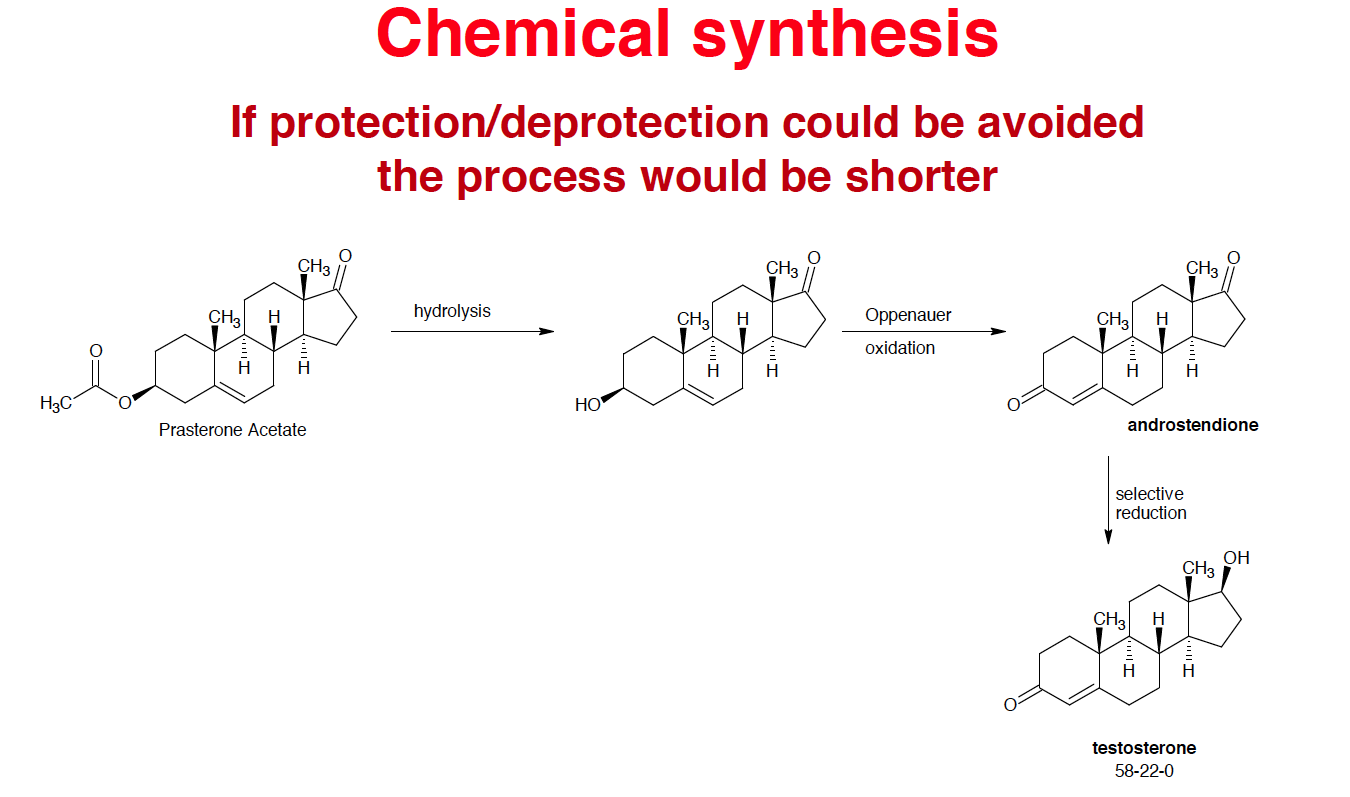 Chemical synthesis
If protection/deprotection could be avoided
the process would be shorter
O
CH3
CH3
H
H
H
O
H3C
O
Prasterone Acetate
hydrolysis
O
CH3
CH3
H
H
H
HO
Oppenauer
oxidation
O
CH3
CH3
H
H
H
O
androstendione
selective
reduction
OH
CH3
CH3
H
H
H
O
testosterone
58-22-0